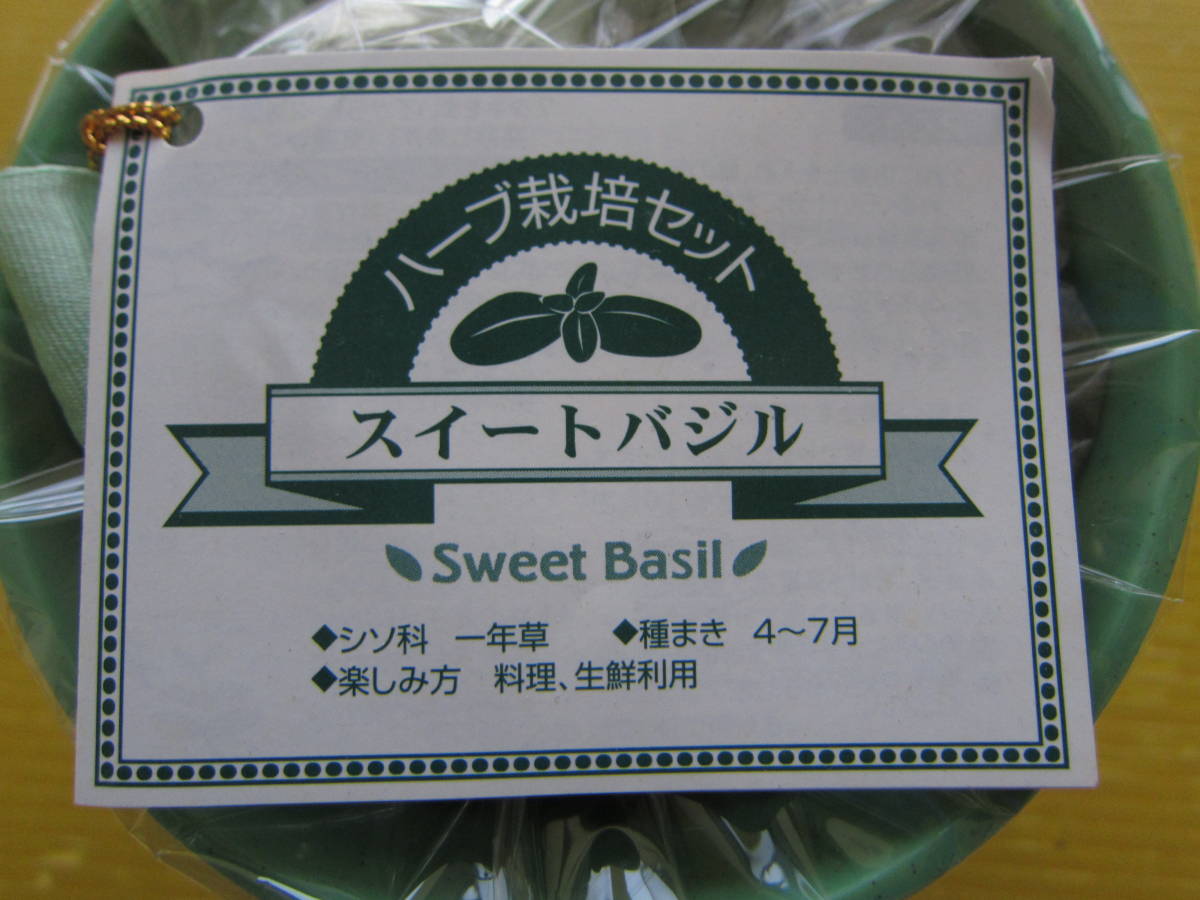 ハーブ栽培セット
スイートバジル
Sweet Basil
◆シソ科　一年草　　◆種まき　4〜7月
◆楽しみ方　料理、生鮮利用